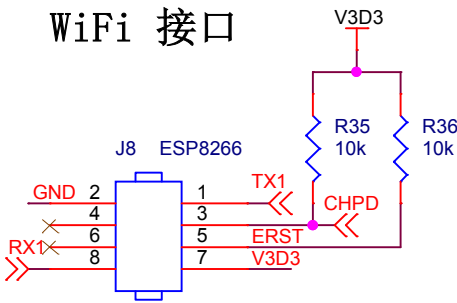 WiFi 接口
V3D3
R35
10k
R36
10k
J8 ESP8266
GND 2
1 TX1
4
3 CHPD
6
5 ERST
RX1 8
7 V3D3